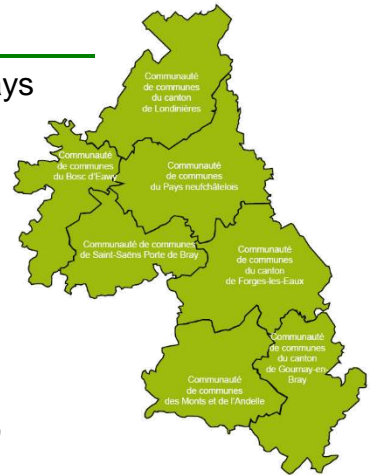 ays
Communauté
de communes
du canton
de Londinières
Communauté
de communes
du Bosc d'Eawy
Communauté
de communes
du Pays neufchâtelois
Communauté de communes
de Saint-Saëns Porte de Bray
Communauté
de communes
du canton
de Forges-les-Eaux
Communauté
de communes
du canton
de Gournay-en-
Bray
Communauté
de communes
des Monts et de l'Andelle